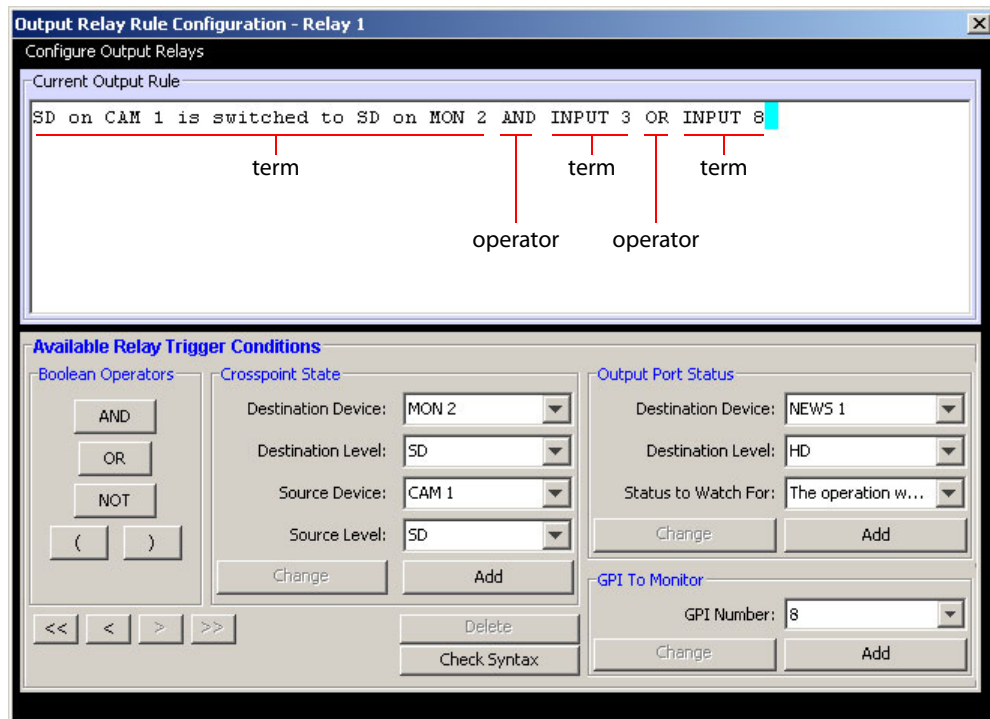 Output Relay Rule Configuration - Relay 1
Configure Output Relays
Current Output Rule
SD on CAM 1 is switched to SD on MON 2 AND INPUT 3 OR INPUT 8
term term term
operator operator
Available Relay Trigger Conditions
Boolean Operators
AND
OR
NOT
( )
Crosspoint State
Destination Device: MON 2
Destination Level: SD
Source Device: CAM 1
Source Level: SD
Change Add
Output Port Status
Destination Device: NEWS 1
Destination Level: HD
Status to Watch For: The operation w...
Change Add
GPI To Monitor
GPI Number: 8
Change Add
<< < > >>
Delete
Check Syntax